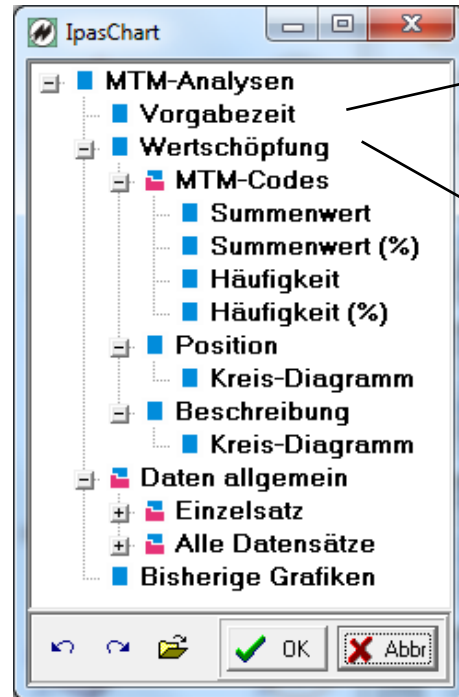 IpasChart
MTM-Analysen
Vorgabezeit
Wertschöpfung
MTM-Codes
Summenwert
Summenwert (%)
Häufigkeit
Häufigkeit (%)
Position
Kreis-Diagramm
Beschreibung
Kreis-Diagramm
Daten allgemein
Einzelsatz
Alle Datensätze
Bisherige Grafiken
OK Abbr